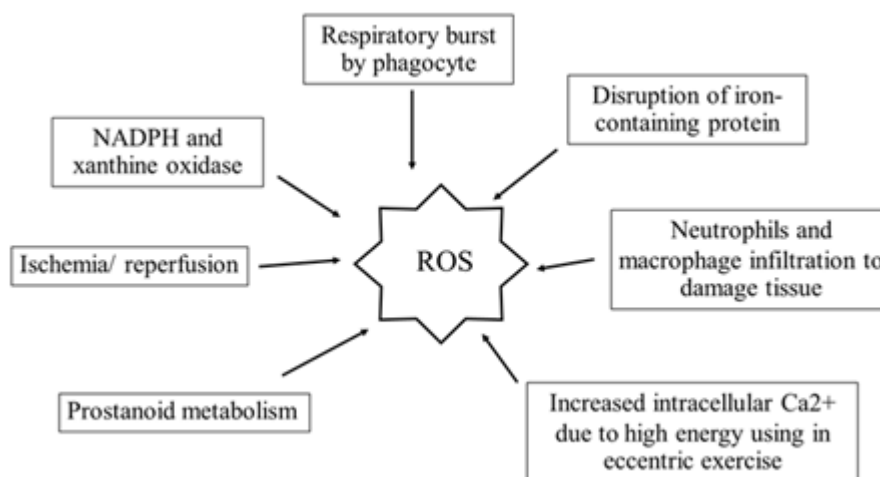 Respiratory burst
by phagocyte
Disruption of iron-
containing protein
NADPH and
xanthine oxidase
Neutrophils and
macrophage infiltration to
damage tissue
Ischemia/ reperfusion
ROS
Prostanoid metabolism
Increased intracellular Ca2+
due to high energy using in
eccentric exercise